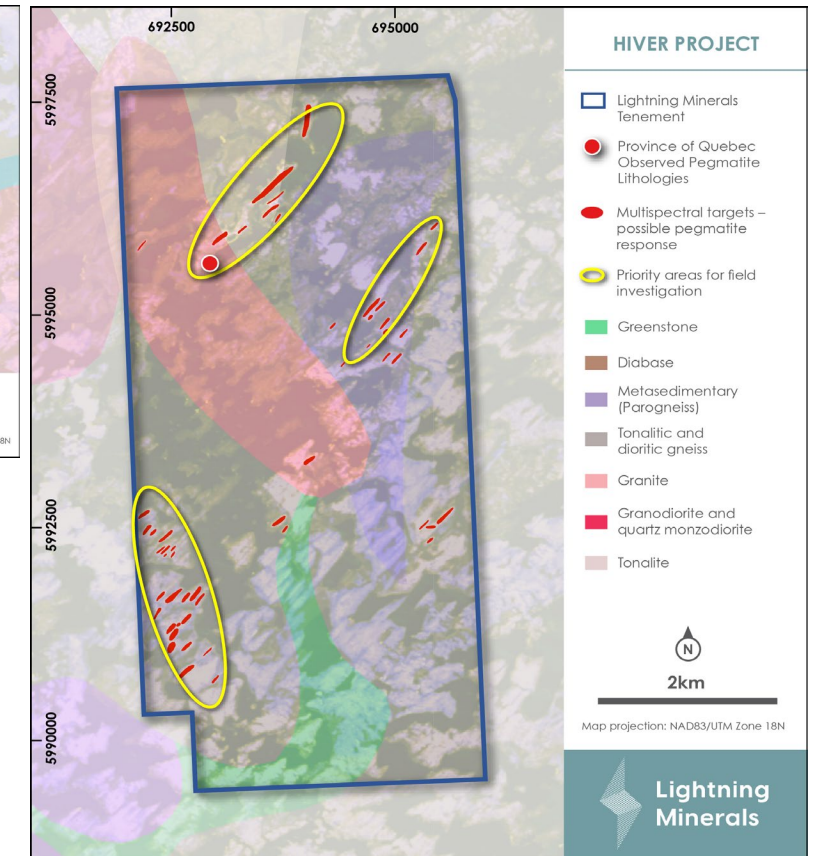 692500
695000
5997500
5995000
5992500
5990000
8N
HIVER PROJECT
Lightning Minerals
Tenement
Province of Quebec
Observed Pegmatite
Lithologies
Multispectral targets –
possible pegmatite
response
Priority areas for field
investigation
Greenstone
Diabase
Metasedimentary
(Parogneiss)
Tonalitic and
dioritic gneiss
Granite
Granodiorite and
quartz monzodiorite
Tonalite
N
2km
Map projection: NAD83/UTM Zone 18N
Lightning
Minerals